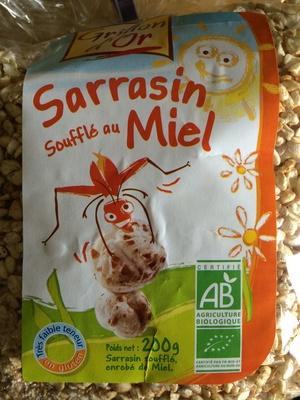 Grillon
d'Or
Sarrasin
Soufflé au Miel
CERTIFIÉ
AB
AGRICULTURE
BIOLOGIQUE
Très faible teneur
en gluten
Poids net : 200g
Sarrasin soufflé,
enrobé de Miel.